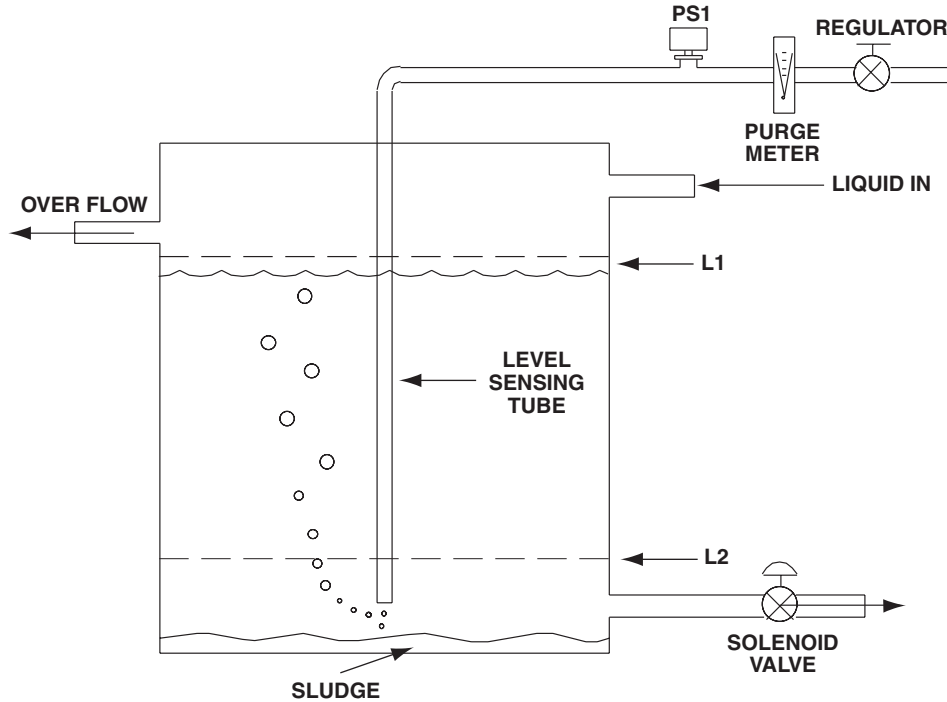 PS1
REGULATOR
PURGE
METER
LIQUID IN
OVER FLOW
L1
LEVEL
SENSING
TUBE
L2
SOLENOID
VALVE
SLUDGE